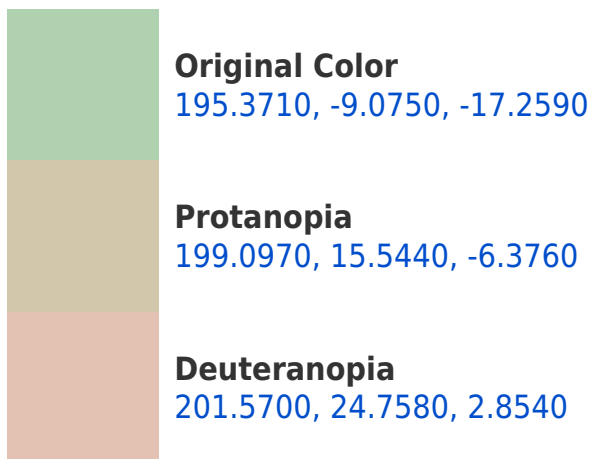 Original Color
195.3710, -9.0750, -17.2590
Protanopia
199.0970, 15.5440, -6.3760
Deuteranopia
201.5700, 24.7580, 2.8540